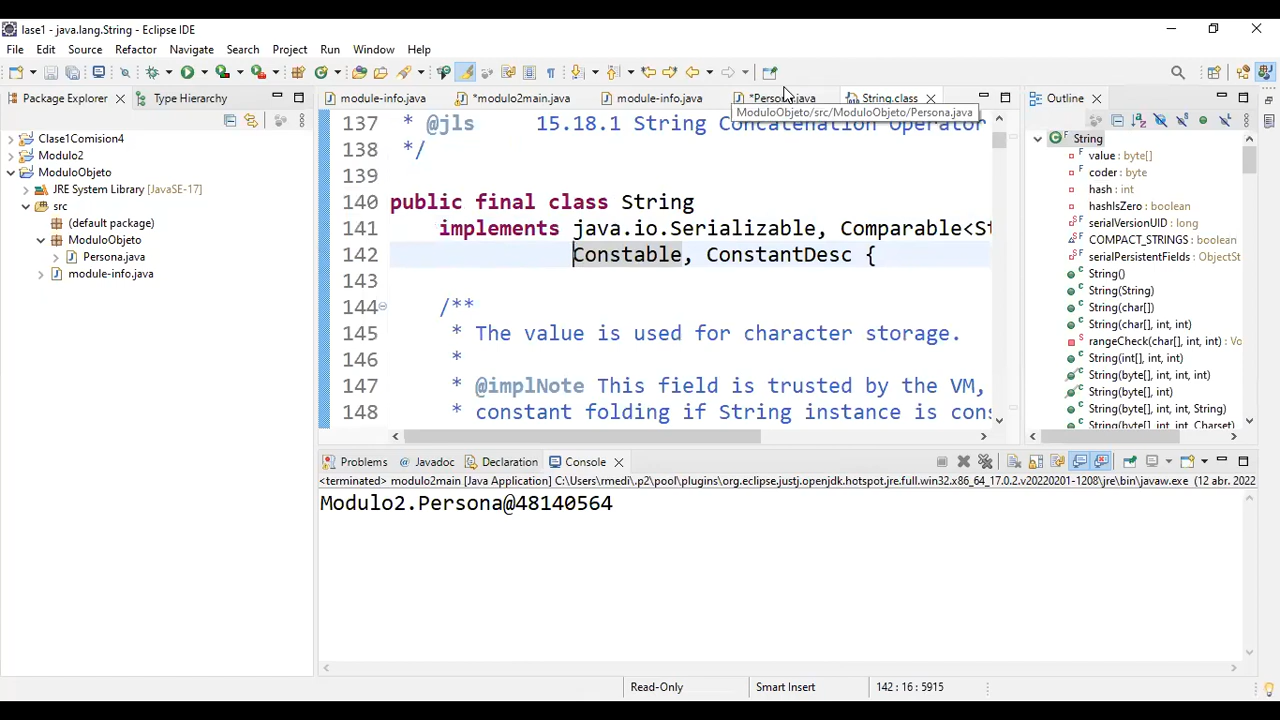 lase1 - java.lang.String - Eclipse IDE
File Edit Source Refactor Navigate Search Project Run Window Help
Package Explorer Type Hierarchy
module-info.java *modulo2main.java module-info.java *Persona.java String.class
Outline
ModuloObjeto/src/ModuloObjeto/Persona.java
Clase1Comision4
Modulo2
ModuloObjeto
JRE System Library [JavaSE-17]
src
(default package)
ModuloObjeto
Persona.java
module-info.java
137 * @jls 15.18.1 String Concatenation Operator
138 */
139
140 public final class String
141 implements java.io.Serializable, Comparable<St
142 Constable, ConstantDesc {
143
144 /**
145 * The value is used for character storage.
146 *
147 * @implNote This field is trusted by the VM,
148 * constant folding if String instance is cons
String
value : byte[]
coder : byte
hash : int
hashIsZero : boolean
serialVersionUID : long
COMPACT_STRINGS : boolean
serialPersistentFields : ObjectSt
String()
String(String)
String(char[])
String(char[], int, int)
rangeCheck(char[], int, int) : Vo
String(int[], int, int)
String(byte[], int, int, int)
String(byte[], int)
String(byte[], int, int, String)
String(byte[], int, int, Charset)
Problems Javadoc Declaration Console
<terminated> modulo2main [Java Application] C:\Users\rmedi\.p2\pool\plugins\org.eclipse.justj.openjdk.hotspot.jre.full.win32.x86_64_17.0.2.v20220201-1208\jre\bin\javaw.exe (12 abr. 2022
Modulo2.Persona@48140564
Read-Only Smart Insert 142 : 16 : 5915